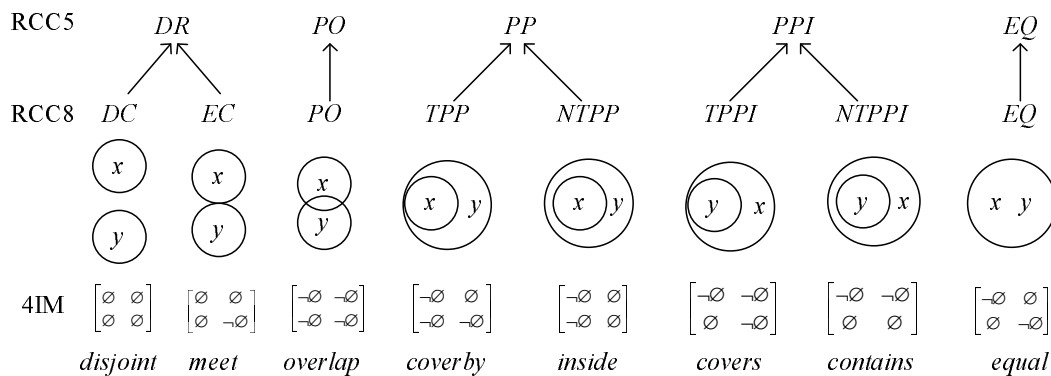 RCC5 DR PO PP PPI EQ
RCC8 DC EC PO TPP NTPP TPPI NTPPI EQ
x x x
x y x y y x y x x y
y y y
∅ ∅ ∅ ∅ ¬∅ ¬∅ ¬∅ ∅ ¬∅ ∅ ¬∅ ¬∅ ¬∅ ¬∅ ¬∅ ∅
4IM
∅ ∅ ∅ ¬∅ ¬∅ ¬∅ ¬∅ ¬∅ ¬∅ ∅ ∅ ¬∅ ∅ ∅ ∅ ¬∅
disjoint meet overlap coverby inside covers contains equal